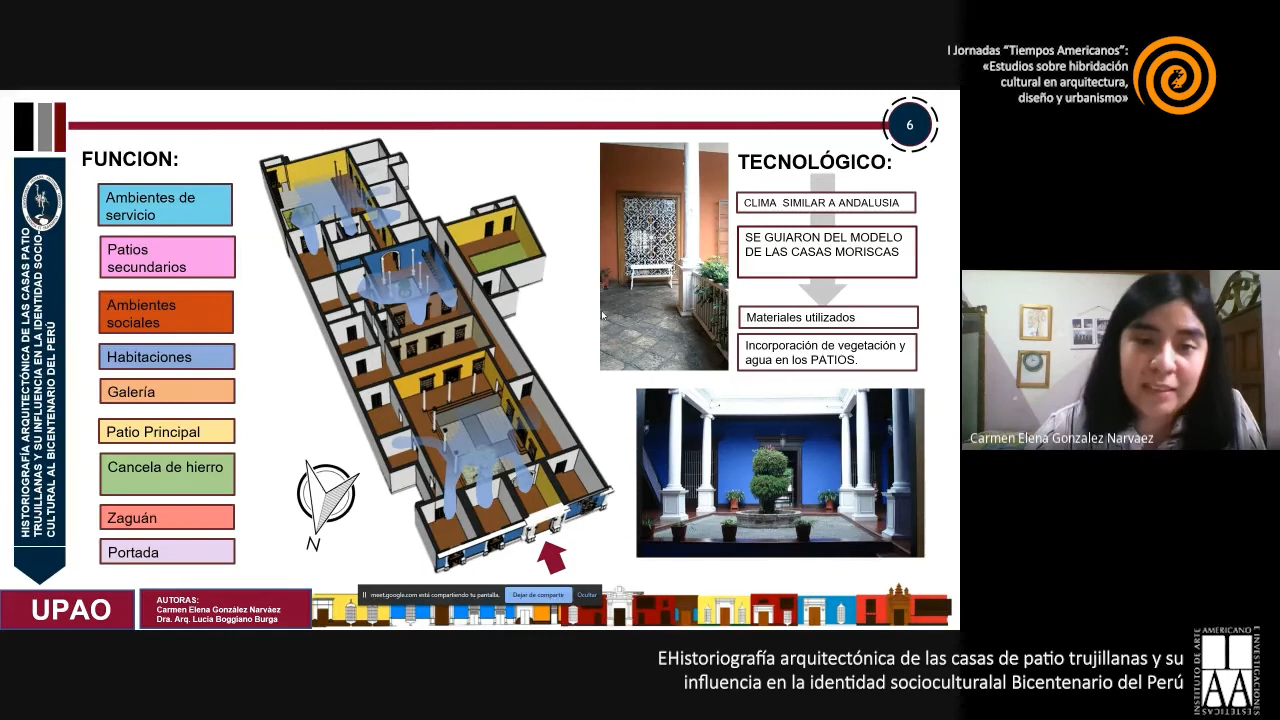 I Jornadas “Tiempos Americanos”:
«Estudios sobre hibridación
cultural en arquitectura,
diseño y urbanismo»
6
FUNCION:
Ambientes de
servicio
Patios
secundarios
Ambientes
sociales
Habitaciones
Galería
Patio Principal
Cancela de hierro
Zaguán
Portada
N
TECNOLÓGICO:
CLIMA SIMILAR A ANDALUSIA
SE GUIARON DEL MODELO
DE LAS CASAS MORISCAS
Materiales utilizados
Incorporación de vegetación y
agua en los PATIOS.
HISTORIOGRAFÍA ARQUITECTÓNICA DE LAS CASAS PATIO
TRUJILLANAS Y SU INFLUENCIA EN LA IDENTIDAD SOCIO-
CULTURAL AL BICENTENARIO DEL PERÚ
UPAO
AUTORAS:
Carmen Elena González Narváez
Dra. Arq. Lucía Boggiano Burga
meet.google.com está compartiendo tu pantalla.
Dejar de compartir
Ocultar
Carmen Elena Gonzalez Narvaez
EHistoriografía arquitectónica de las casas de patio trujillanas y su
influencia en la identidad socioculturalal Bicentenario del Perú
INSTITUTO DE ARTE
AMERICANO
E INVESTIGACIONES
ESTÉTICAS
IAA